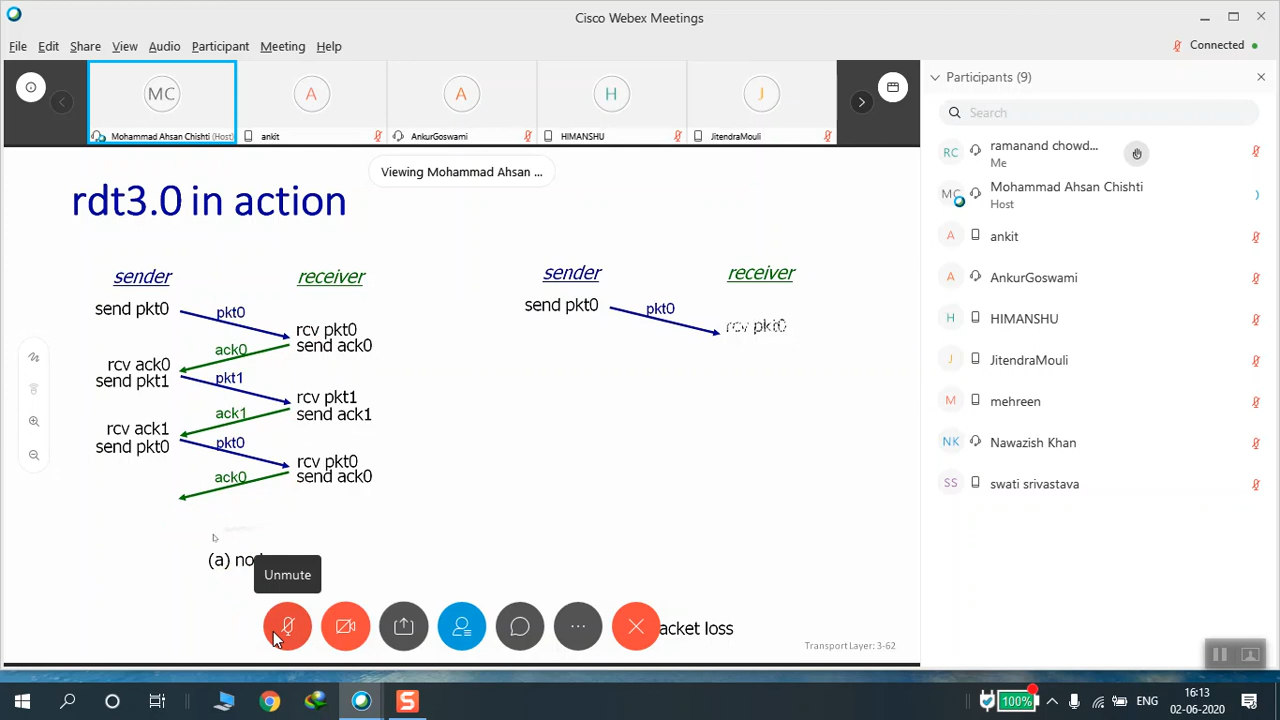 Cisco Webex Meetings
File Edit Share View Audio Participant Meeting Help
Connected
MC
Mohammad Ahsan Chishti (Host)
A
ankit
A
AnkurGoswami
H
HIMANSHU
J
JitendraMouli
Viewing Mohammad Ahsan ...
rdt3.0 in action
sender
receiver
send pkt0
pkt0
rcv pkt0
send ack0
ack0
rcv ack0
send pkt1
pkt1
rcv pkt1
send ack1
ack1
rcv ack1
send pkt0
pkt0
rcv pkt0
send ack0
ack0
(a) no
sender
receiver
send pkt0
pkt0
rcv pkt0
acket loss
Unmute
Transport Layer: 3-62
Participants (9)
Search
RC
ramanand chowd...
Me
MC
Mohammad Ahsan Chishti
Host
A
ankit
A
AnkurGoswami
H
HIMANSHU
J
JitendraMouli
M
mehreen
NK
Nawazish Khan
SS
swati srivastava
S
100%
ENG
16:13
02-06-2020